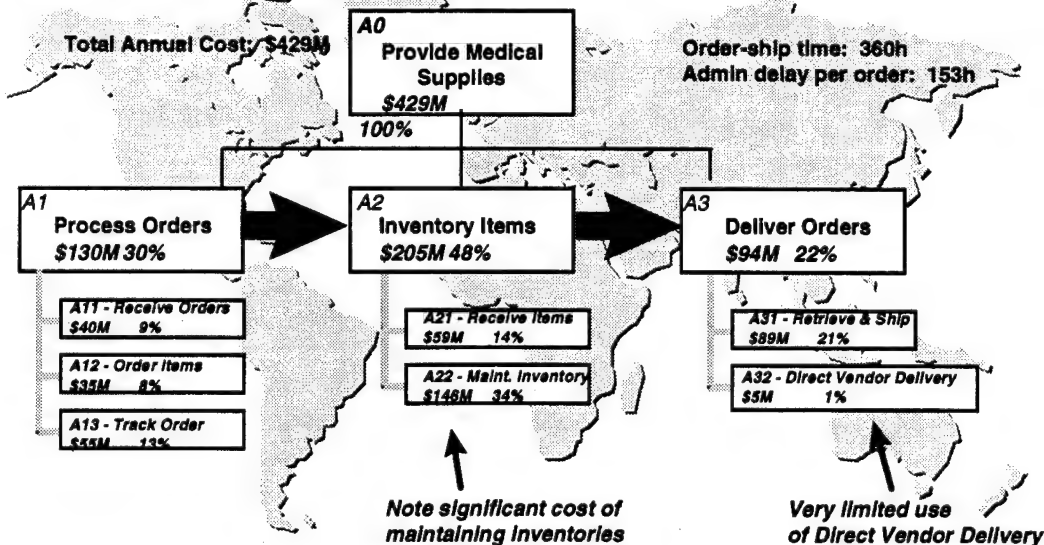 Total Annual Cost: $429M
A0
Provide Medical
Supplies
$429M
100%
Order-ship time: 360h
Admin delay per order: 153h
A1
Process Orders
$130M 30%
A2
Inventory Items
$205M 48%
A3
Deliver Orders
$94M 22%
A11 - Receive Orders
$40M 9%
A12 - Order Items
$35M 8%
A13 - Track Order
$55M 13%
A21 - Receive Items
$59M 14%
A22 - Maint. Inventory
$146M 34%
A31 - Retrieve & Ship
$89M 21%
A32 - Direct Vendor Delivery
$5M 1%
Note significant cost of
maintaining inventories
Very limited use
of Direct Vendor Delivery